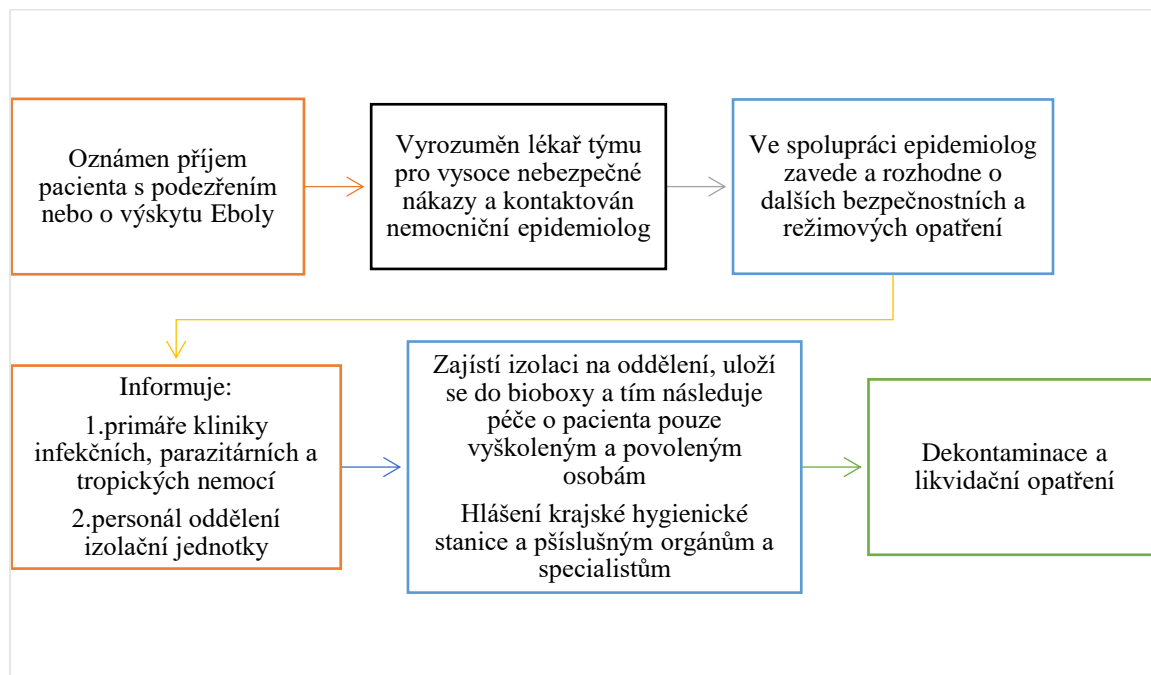 Oznámen příjem
pacienta s podezřením
nebo o výskytu Eboly
Vyrozuměn lékař týmu
pro vysoce nebezpečné
nákazy a kontaktován
nemocniční epidemiolog
Ve spolupráci epidemiolog
zavede a rozhodne o
dalších bezpečnostních a
režimových opatření
Informuje:
1.primáře kliniky
infekčních, parazitárních a
tropických nemocí
2.personál oddělení
izolační jednotky
Zajístí izolaci na oddělení, uloží
se do bioboxy a tím následuje
péče o pacienta pouze
vyškoleným a povoleným
osobám
Hlášení krajské hygienické
stanice a pšíslušným orgánům a
specialistům
Dekontaminace a
likvidační opatření